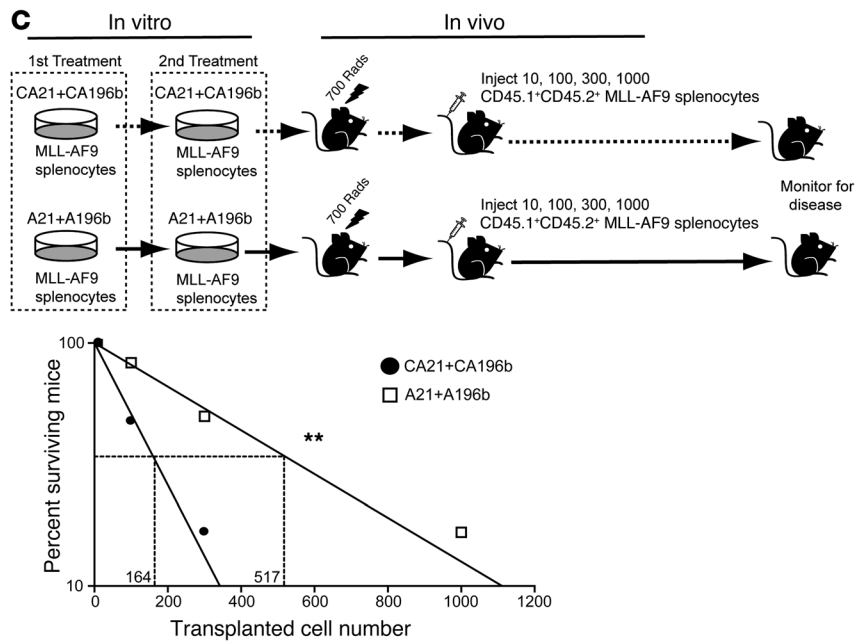 C
In vitro
In vivo
1st Treatment
2nd Treatment
CA21+CA196b
CA21+CA196b
MLL-AF9
splenocytes
MLL-AF9
splenocytes
700 Rads
Inject 10, 100, 300, 1000
CD45.1⁺CD45.2⁺ MLL-AF9 splenocytes
A21+A196b
A21+A196b
MLL-AF9
splenocytes
MLL-AF9
splenocytes
700 Rads
Inject 10, 100, 300, 1000
CD45.1⁺CD45.2⁺ MLL-AF9 splenocytes
Monitor for
disease
Percent surviving mice
100
10
CA21+CA196b
A21+A196b
**
164
517
0
200
400
600
800
1000
1200
Transplanted cell number